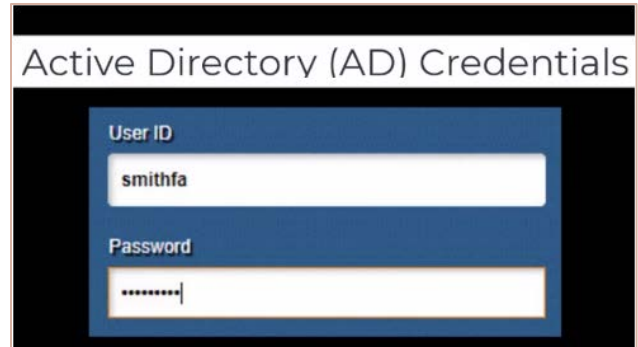 Active Directory (AD) Credentials
User ID
smithfa
Password
•••••••••